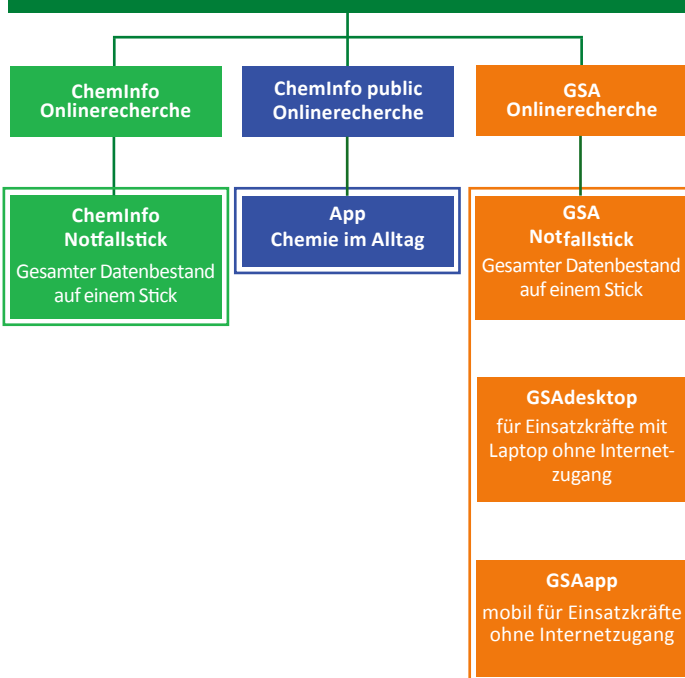 ChemInfo
Onlinerecherche
ChemInfo public
Onlinerecherche
GSA
Onlinerecherche
ChemInfo
Notfallstick
Gesamter Datenbestand
auf einem Stick
App
Chemie im Alltag
GSA
Notfallstick
Gesamter Datenbestand
auf einem Stick
GSAdesktop
für Einsatzkräfte mit
Laptop ohne Internet-
zugang
GSAapp
mobil für Einsatzkräfte
ohne Internetzugang